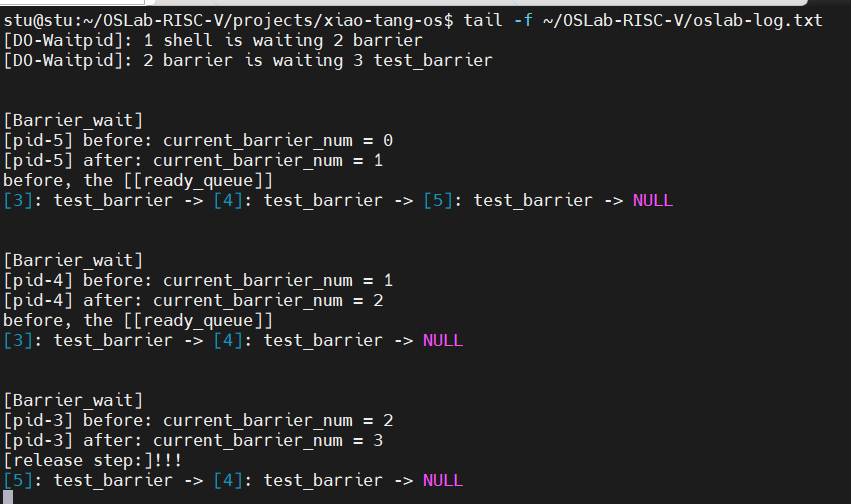 stu@stu:~/OSLab-RISC-V/projects/xiao-tang-os$ tail -f ~/OSLab-RISC-V/oslab-log.txt
[DO-Waitpid]: 1 shell is waiting 2 barrier
[DO-Waitpid]: 2 barrier is waiting 3 test_barrier
[Barrier_wait]
[pid-5] before: current_barrier_num = 0
[pid-5] after: current_barrier_num = 1
before, the [[ready_queue]]
[3]: test_barrier -> [4]: test_barrier -> [5]: test_barrier -> NULL
[Barrier_wait]
[pid-4] before: current_barrier_num = 1
[pid-4] after: current_barrier_num = 2
before, the [[ready_queue]]
[3]: test_barrier -> [4]: test_barrier -> NULL
[Barrier_wait]
[pid-3] before: current_barrier_num = 2
[pid-3] after: current_barrier_num = 3
[release step:]!!!
[5]: test_barrier -> [4]: test_barrier -> NULL